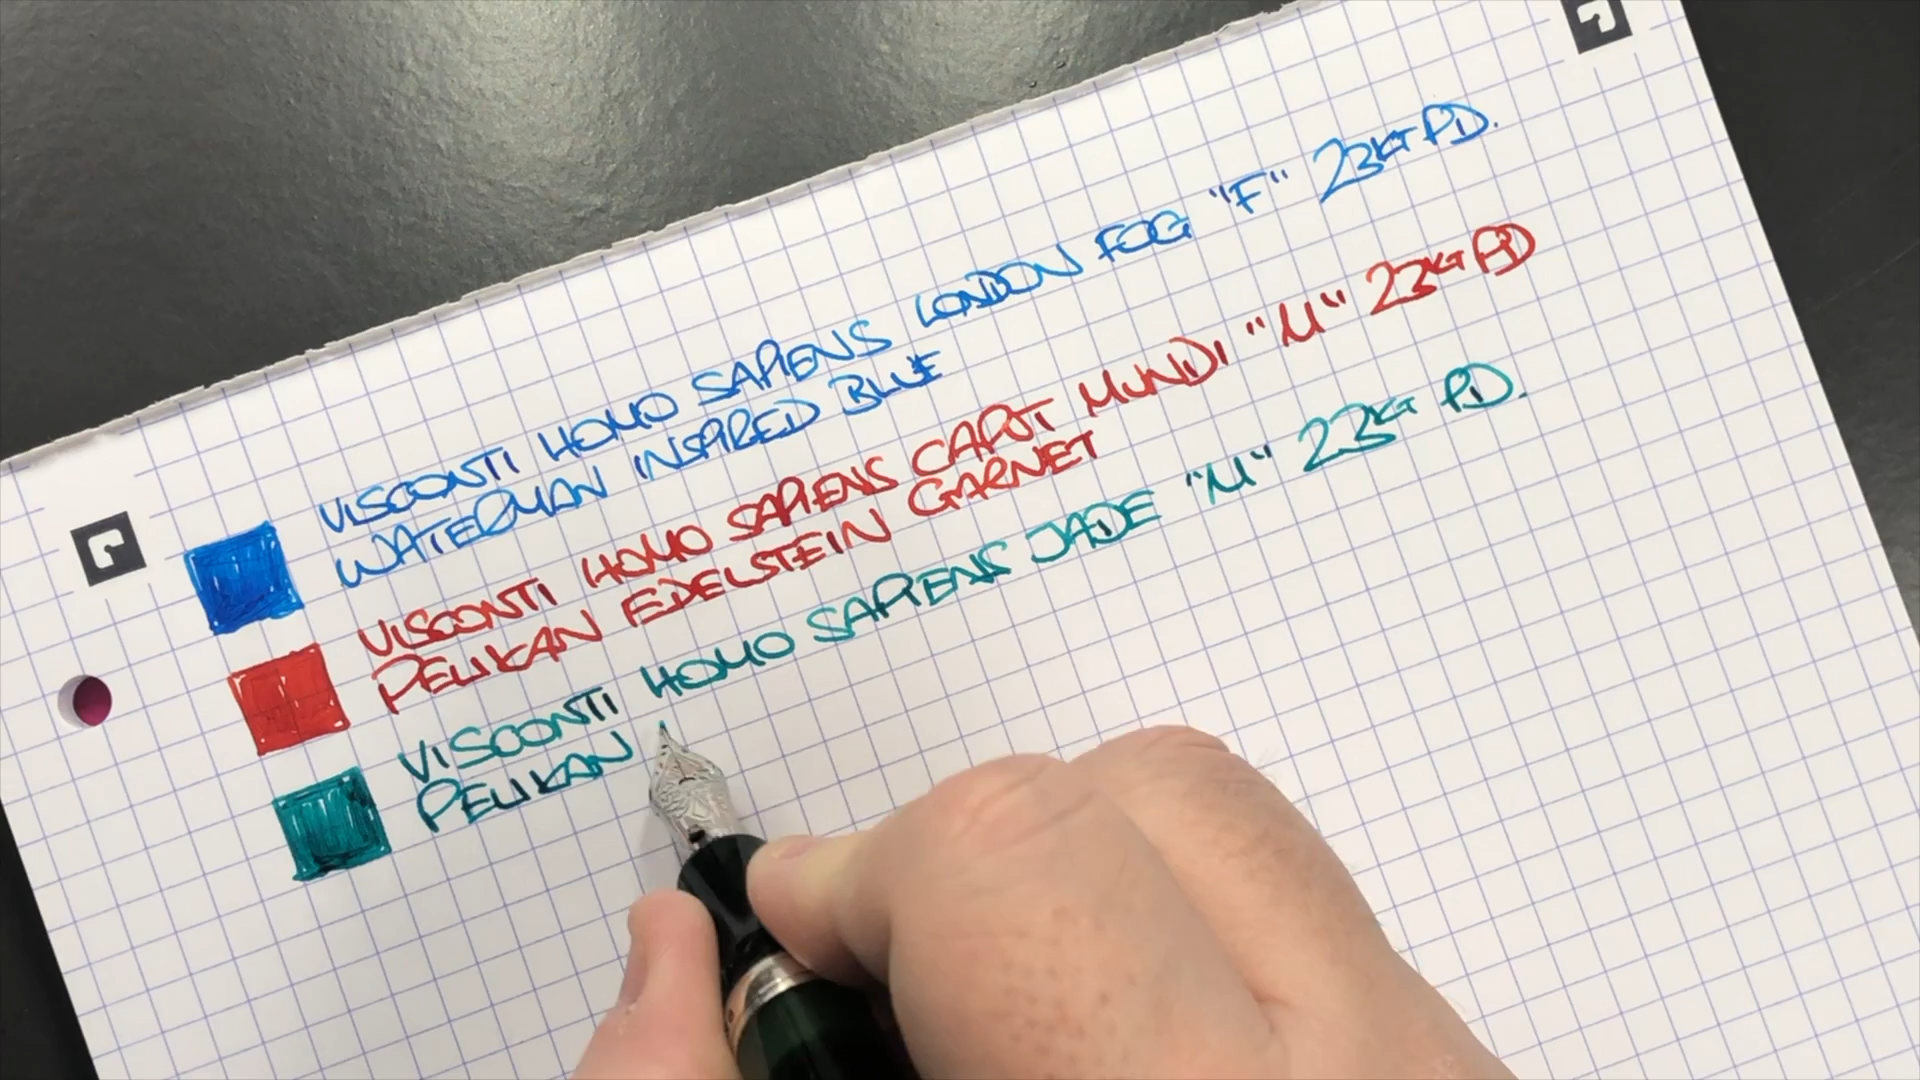 VISCONTI HOMO SAPIENS LONDON FOG "F" 23KT PD.
WATERMAN INSPIRED BLUE
VISCONTI HOMO SAPIENS CAPUT MUNDI "M" 23KT PD
PELIKAN EDELSTEIN GARNET
VISCONTI HOMO SAPIENS JADE "M" 23KT PD.
PELIKAN